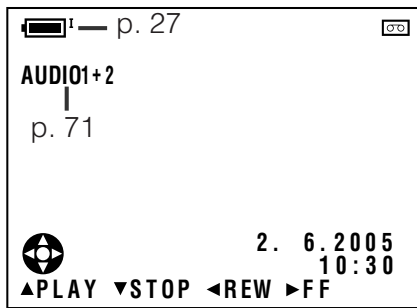 I p. 27
AUDIO1+2
p. 71
2. 6.2005
10:30
▲PLAY ▼STOP ◄REW ►FF